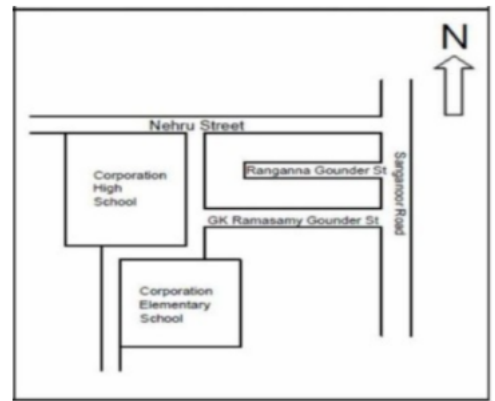 N
Nehru Street
Corporation
High
School
Ranganna Gounder St
Sanganoor Road
GK Ramasamy Gounder St
Corporation
Elementary
School